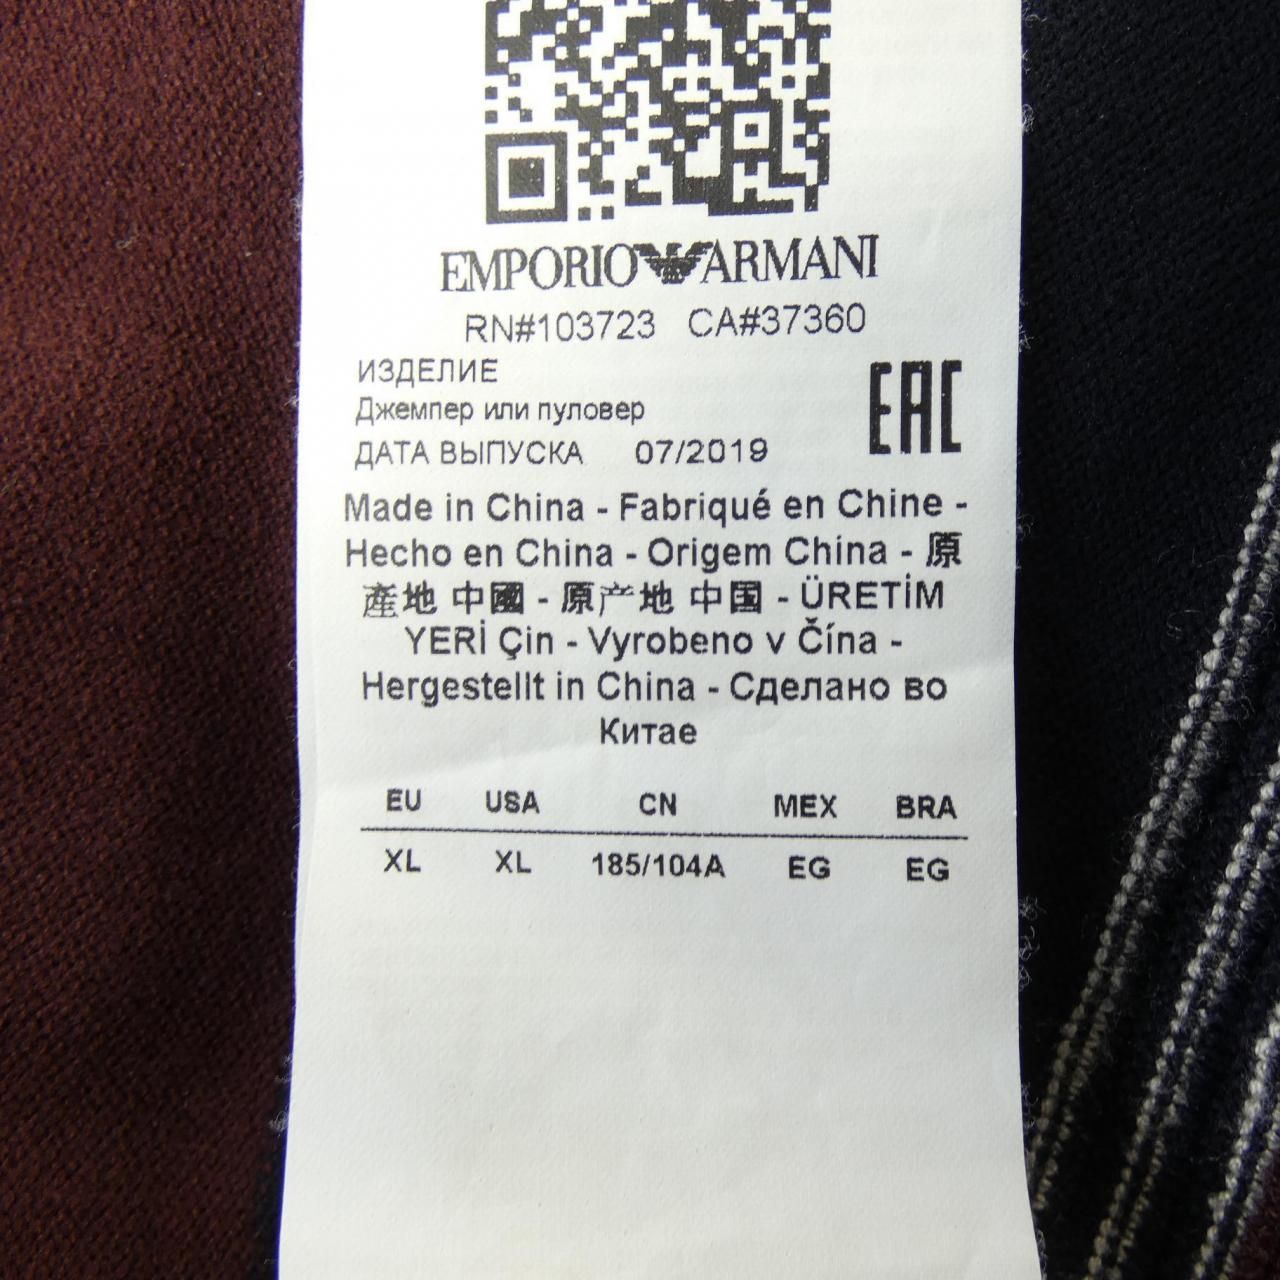 EMPORIO ARMANI
RN#103723 CA#37360
ИЗДЕЛИЕ
Джемпер или пуловер
ДАТА ВЫПУСКА 07/2019
EAC
Made in China - Fabriqué en Chine -
Hecho en China - Origem China - 原
產地 中國 - 原产地 中国 - ÜRETİM
YERİ Çin - Vyrobeno v Čína -
Hergestellt in China - Сделано во
Китае
EU USA CN MEX BRA
XL XL 185/104A EG EG